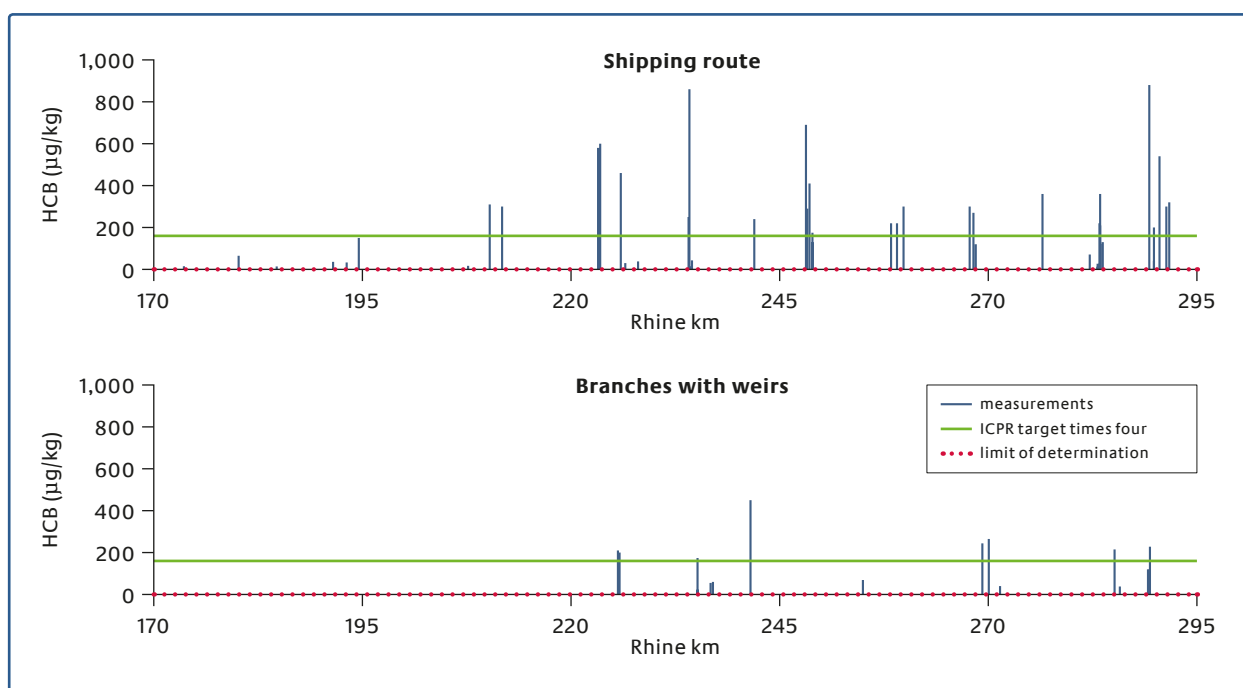 Shipping route
HCB (µg/kg)
1,000
800
600
400
200
0
170 195 220 245 270 295
Rhine km
Branches with weirs
HCB (µg/kg)
1,000
800
600
400
200
0
measurements
ICPR target times four
limit of determination
170 195 220 245 270 295
Rhine km